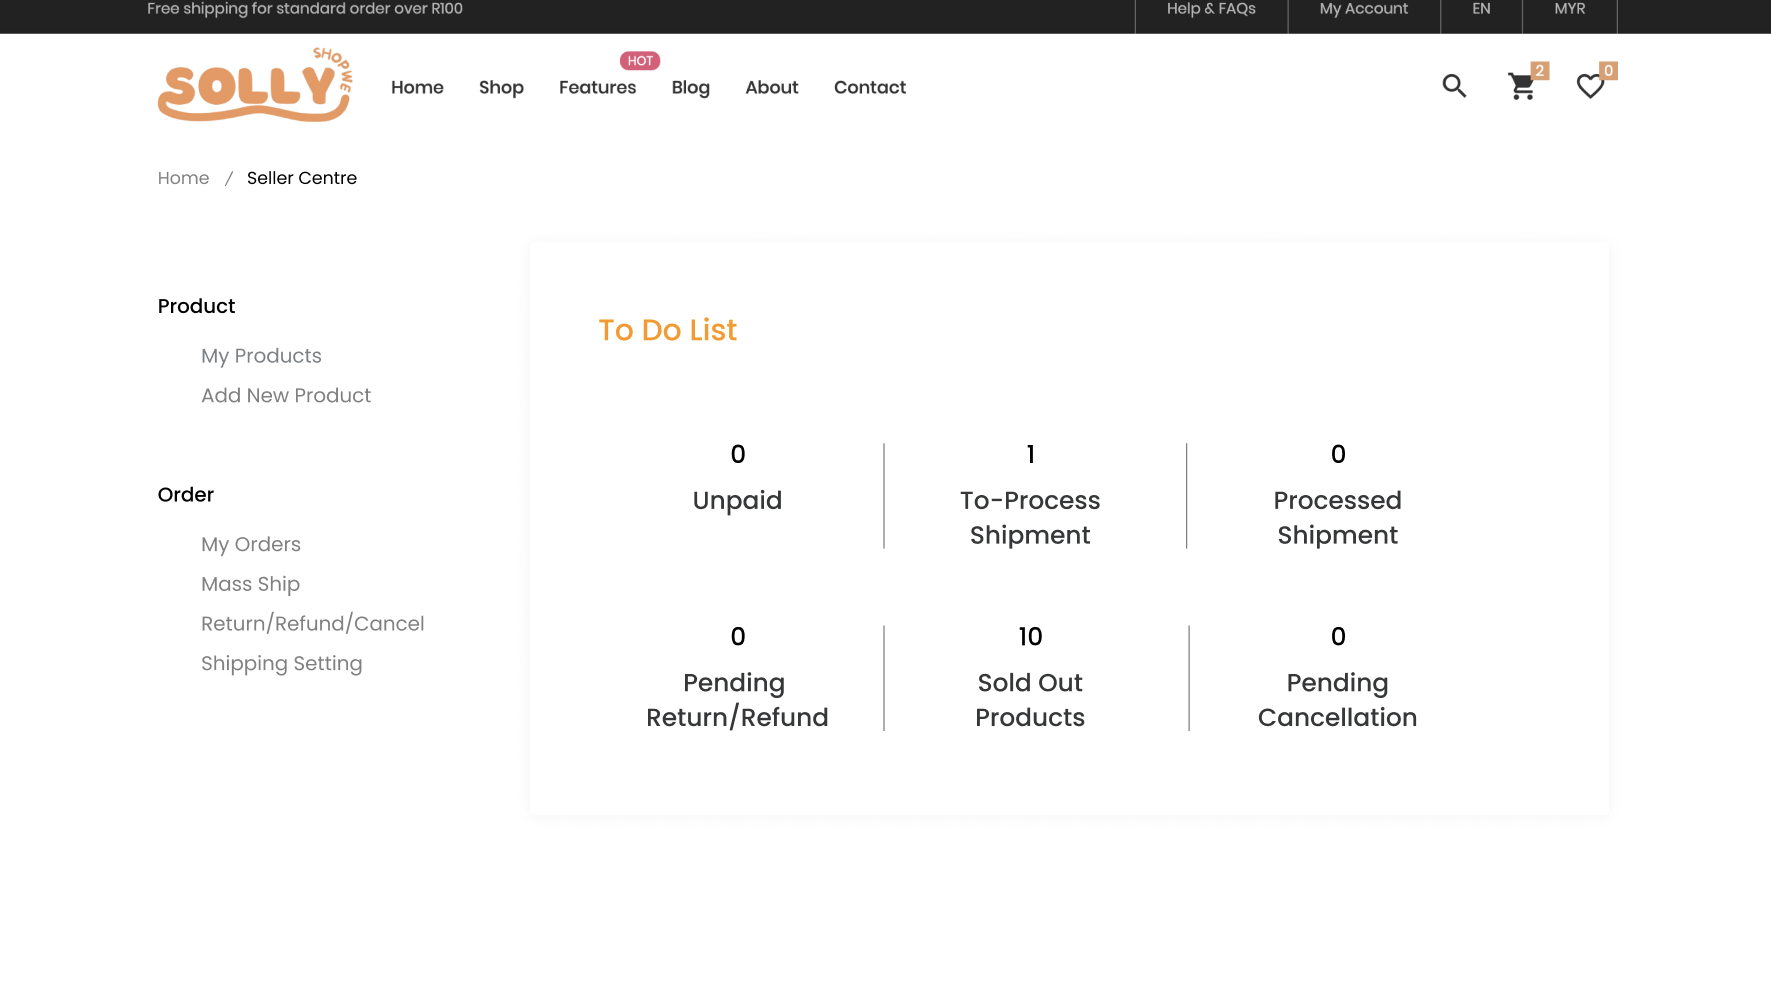 Free shipping for standard order over R100
Help & FAQs
My Account
EN
MYR
SOLLY
SHOPWE
Home
Shop
Features
HOT
Blog
About
Contact
2
0
Home / Seller Centre
Product
My Products
Add New Product
Order
My Orders
Mass Ship
Return/Refund/Cancel
Shipping Setting
To Do List
0
Unpaid
1
To-Process
Shipment
0
Processed
Shipment
0
Pending
Return/Refund
10
Sold Out
Products
0
Pending
Cancellation